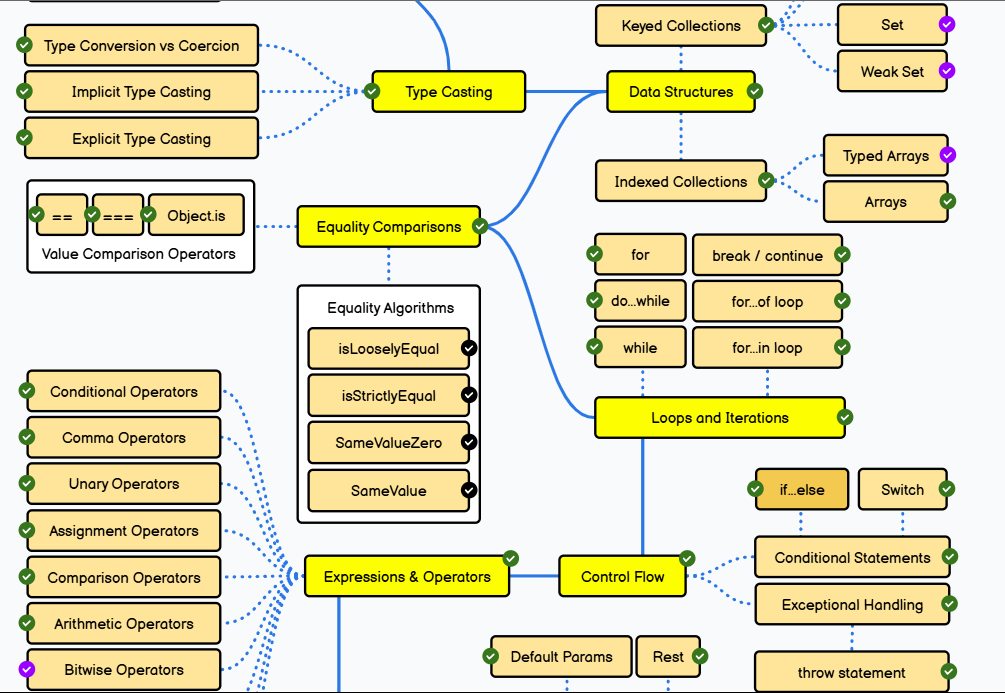 Keyed Collections
Set
Type Conversion vs Coercion
Weak Set
Implicit Type Casting
Type Casting
Data Structures
Explicit Type Casting
Typed Arrays
Indexed Collections
Arrays
==
===
Object.is
Value Comparison Operators
Equality Comparisons
for
break / continue
do...while
for...of loop
while
for...in loop
Equality Algorithms
isLooselyEqual
isStrictlyEqual
SameValueZero
SameValue
Loops and Iterations
Conditional Operators
Comma Operators
Unary Operators
Assignment Operators
Comparison Operators
Arithmetic Operators
Bitwise Operators
if...else
Switch
Expressions & Operators
Control Flow
Conditional Statements
Exceptional Handling
Default Params
Rest
throw statement